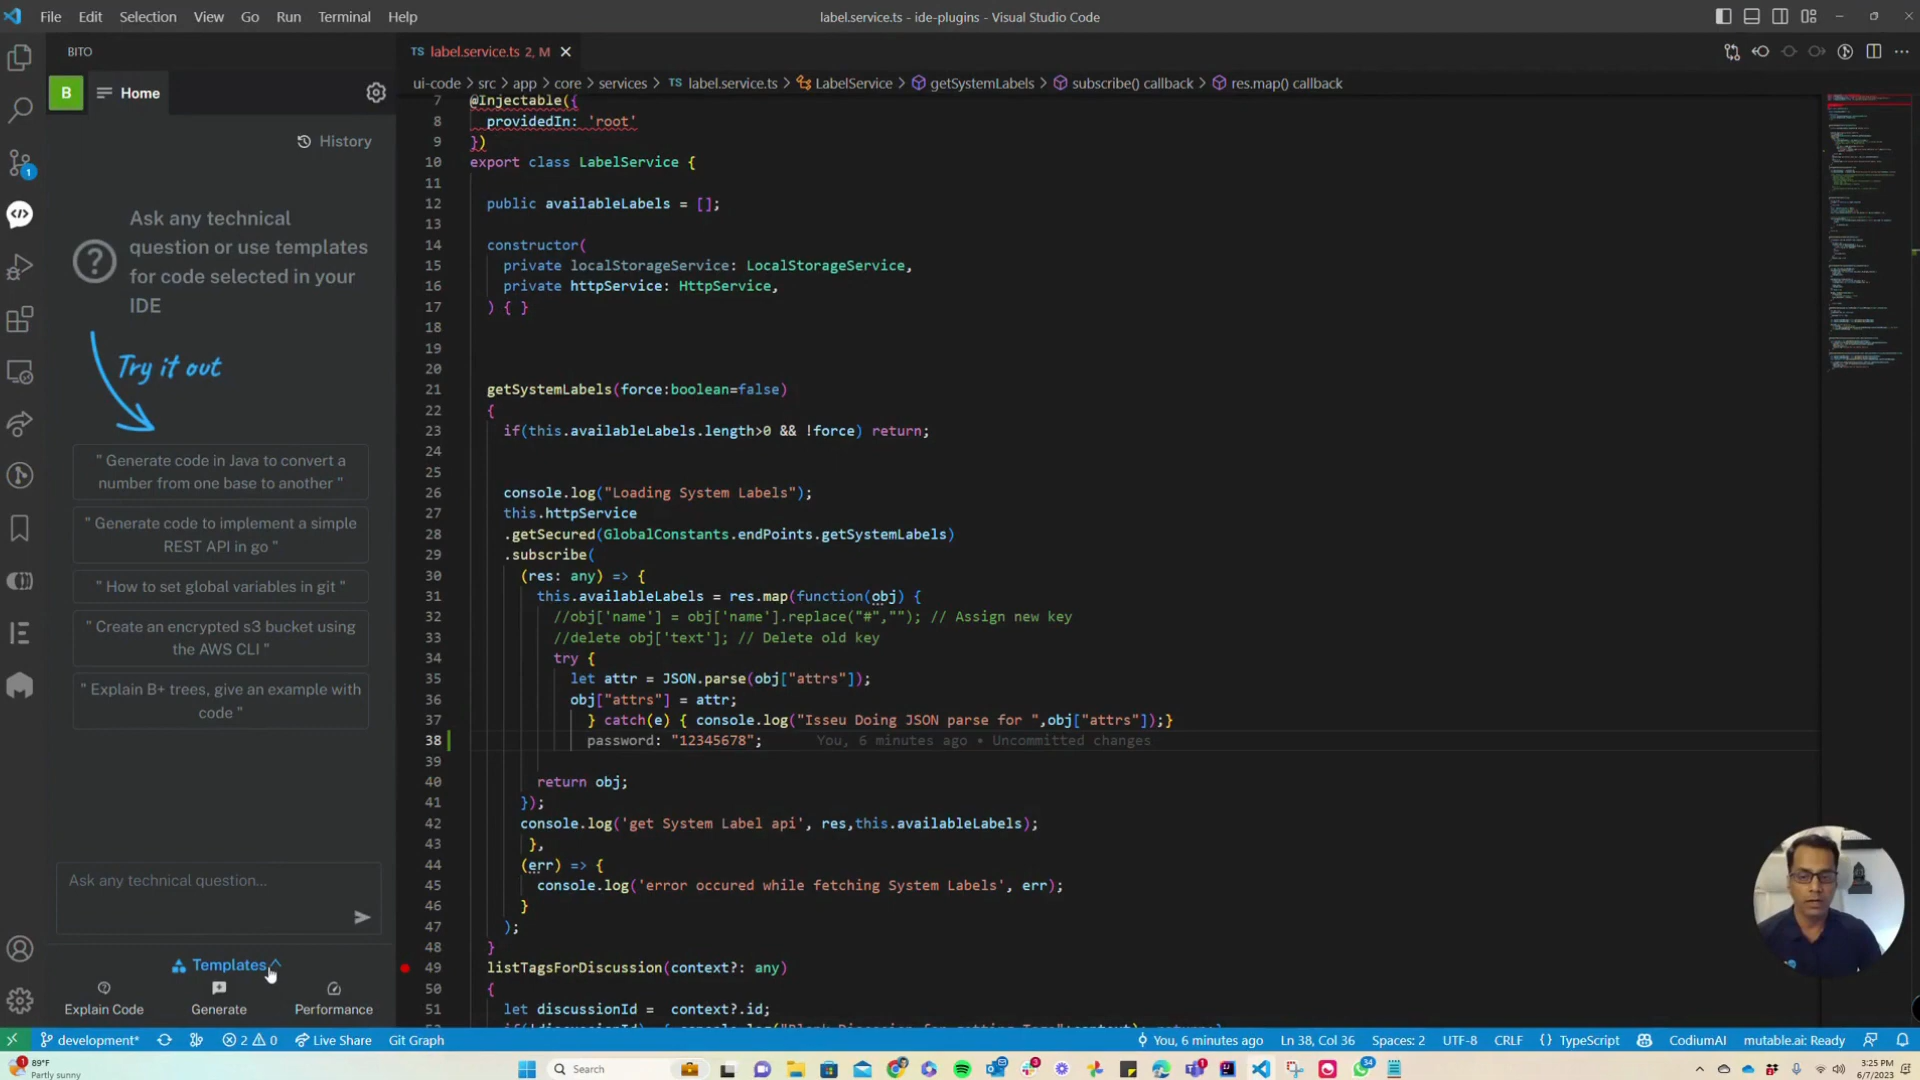 File Edit Selection View Go Run Terminal Help
label.service.ts - ide-plugins - Visual Studio Code
BITO
B Home
History
Ask any technical
question or use templates
for code selected in your
IDE
Try it out
" Generate code in Java to convert a
number from one base to another "
" Generate code to implement a simple
REST API in go "
" How to set global variables in git "
" Create an encrypted s3 bucket using
the AWS CLI "
" Explain B+ trees, give an example with
code "
Ask any technical question...
Templates
Explain Code Generate Performance
1
TS label.service.ts 2, M
ui-code > src > app > core > services > TS label.service.ts > LabelService > getSystemLabels > subscribe() callback > res.map() callback
7 @Injectable({
8 providedIn: 'root'
9 })
10 export class LabelService {
11
12 public availableLabels = [];
13
14 constructor(
15 private localStorageService: LocalStorageService,
16 private httpService: HttpService,
17 ) { }
18
19
20
21 getSystemLabels(force:boolean=false)
22 {
23 if(this.availableLabels.length>0 && !force) return;
24
25
26 console.log("Loading System Labels");
27 this.httpService
28 .getSecured(GlobalConstants.endPoints.getSystemLabels)
29 .subscribe(
30 (res: any) => {
31 this.availableLabels = res.map(function(obj) {
32 //obj['name'] = obj['name'].replace("#",""); // Assign new key
33 //delete obj['text']; // Delete old key
34 try {
35 let attr = JSON.parse(obj["attrs"]);
36 obj["attrs"] = attr;
37 } catch(e) { console.log("Isseu Doing JSON parse for ",obj["attrs"]);}
38 password: "12345678"; You, 6 minutes ago • Uncommitted changes
39
40 return obj;
41 });
42 console.log('get System Label api', res,this.availableLabels);
43 },
44 (err) => {
45 console.log('error occured while fetching System Labels', err);
46 }
47 );
48 }
49 listTagsForDiscussion(context?: any)
50 {
51 let discussionId = context?.id;
development* 2 0 Live Share Git Graph
You, 6 minutes ago Ln 38, Col 36 Spaces: 2 UTF-8 CRLF {} TypeScript CodiumAI mutable.ai: Ready
1
89°F
Partly sunny
Search
3
1
34
3:25 PM
6/7/2023